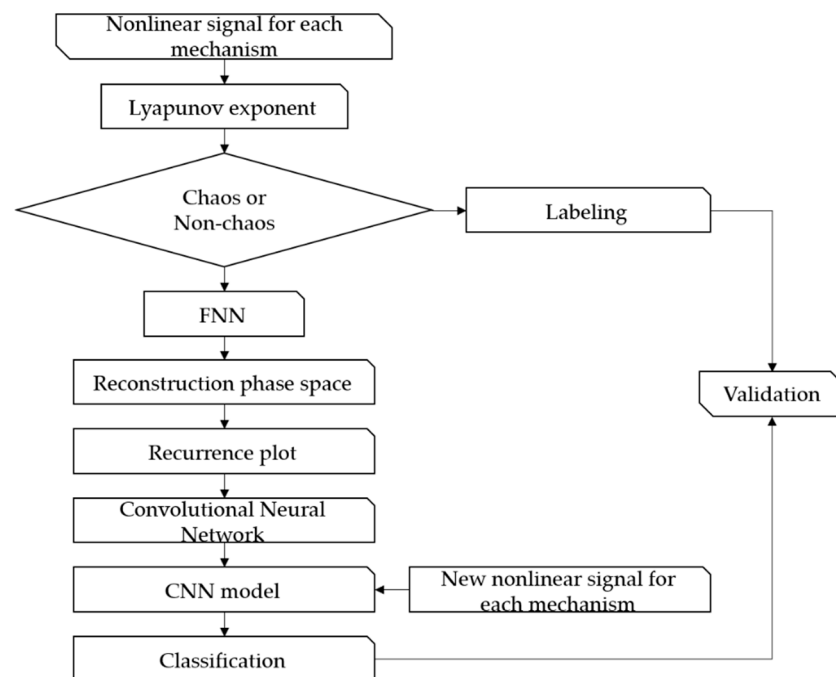 Nonlinear signal for each
mechanism
Lyapunov exponent
Chaos or
Non-chaos
Labeling
FNN
Reconstruction phase space
Validation
Recurrence plot
Convolutional Neural
Network
CNN model
New nonlinear signal for
each mechanism
Classification